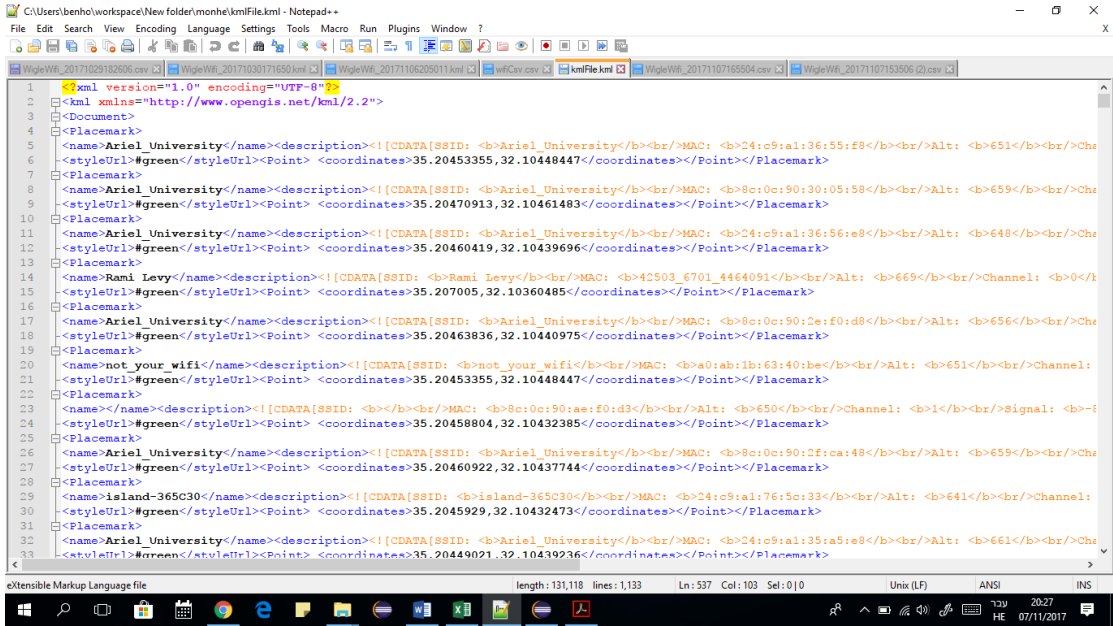 C:\Users\benho\workspace\New folder\monhe\kmlFile.kml - Notepad++
File Edit Search View Encoding Language Settings Tools Macro Run Plugins Window ? X
WigleWifi_20171029182606.csv WigleWifi_20171030171650.kml WigleWifi_20171106205011.kml wifiCsv.csv kmlFile.kml WigleWifi_20171107165504.csv WigleWifi_20171107153506 (2).csv
1 <?xml version="1.0" encoding="UTF-8"?>
2 <kml xmlns="http://www.opengis.net/kml/2.2">
3 <Document>
4 <Placemark>
5 <name>Ariel_University</name><description><![CDATA[SSID: <b>Ariel_University</b><br/>MAC: <b>24:c9:a1:36:55:f8</b><br/>Alt: <b>651</b><br/>Cha
6 <styleUrl>#green</styleUrl><Point> <coordinates>35.20453355,32.10448447</coordinates></Point></Placemark>
7 <Placemark>
8 <name>Ariel_University</name><description><![CDATA[SSID: <b>Ariel_University</b><br/>MAC: <b>8c:0c:90:30:05:58</b><br/>Alt: <b>659</b><br/>Cha
9 <styleUrl>#green</styleUrl><Point> <coordinates>35.20470913,32.10461483</coordinates></Point></Placemark>
10 <Placemark>
11 <name>Ariel_University</name><description><![CDATA[SSID: <b>Ariel_University</b><br/>MAC: <b>24:c9:a1:36:56:e8</b><br/>Alt: <b>648</b><br/>Cha
12 <styleUrl>#green</styleUrl><Point> <coordinates>35.20460419,32.10439696</coordinates></Point></Placemark>
13 <Placemark>
14 <name>Rami Levy</name><description><![CDATA[SSID: <b>Rami Levy</b><br/>MAC: <b>42503_6701_4464091</b><br/>Alt: <b>669</b><br/>Channel: <b>0</b
15 <styleUrl>#green</styleUrl><Point> <coordinates>35.207005,32.10360485</coordinates></Point></Placemark>
16 <Placemark>
17 <name>Ariel_University</name><description><![CDATA[SSID: <b>Ariel_University</b><br/>MAC: <b>8c:0c:90:2e:f0:d8</b><br/>Alt: <b>656</b><br/>Cha
18 <styleUrl>#green</styleUrl><Point> <coordinates>35.20463836,32.10440975</coordinates></Point></Placemark>
19 <Placemark>
20 <name>not_your_wifi</name><description><![CDATA[SSID: <b>not_your_wifi</b><br/>MAC: <b>a0:ab:1b:63:40:be</b><br/>Alt: <b>651</b><br/>Channel:
21 <styleUrl>#green</styleUrl><Point> <coordinates>35.20453355,32.10448447</coordinates></Point></Placemark>
22 <Placemark>
23 <name></name><description><![CDATA[SSID: <b></b><br/>MAC: <b>8c:0c:90:ae:f0:d3</b><br/>Alt: <b>650</b><br/>Channel: <b>1</b><br/>Signal: <b>-8
24 <styleUrl>#green</styleUrl><Point> <coordinates>35.20458804,32.1042385</coordinates></Point></Placemark>
25 <Placemark>
26 <name>Ariel_University</name><description><![CDATA[SSID: <b>Ariel_University</b><br/>MAC: <b>8c:0c:90:2f:ca:48</b><br/>Alt: <b>659</b><br/>Cha
27 <styleUrl>#green</styleUrl><Point> <coordinates>35.20460922,32.10437744</coordinates></Point></Placemark>
28 <Placemark>
29 <name>island-365C30</name><description><![CDATA[SSID: <b>island-365C30</b><br/>MAC: <b>24:c9:a1:76:5c:33</b><br/>Alt: <b>641</b><br/>Channel:
30 <styleUrl>#green</styleUrl><Point> <coordinates>35.2045929,32.10432473</coordinates></Point></Placemark>
31 <Placemark>
32 <name>Ariel_University</name><description><![CDATA[SSID: <b>Ariel_University</b><br/>MAC: <b>24:c9:a1:35:a5:e8</b><br/>Alt: <b>661</b><br/>Cha
33 <styleUrl>#green</styleUrl><Point> <coordinates>35.20449021,32.10439236</coordinates></Point></Placemark>
eXtensible Markup Language file length : 131,118 lines : 1,133 Ln : 537 Col : 103 Sel : 0 | 0 Unix (LF) ANSI INS
עבר 20:27
HE 07/11/2017